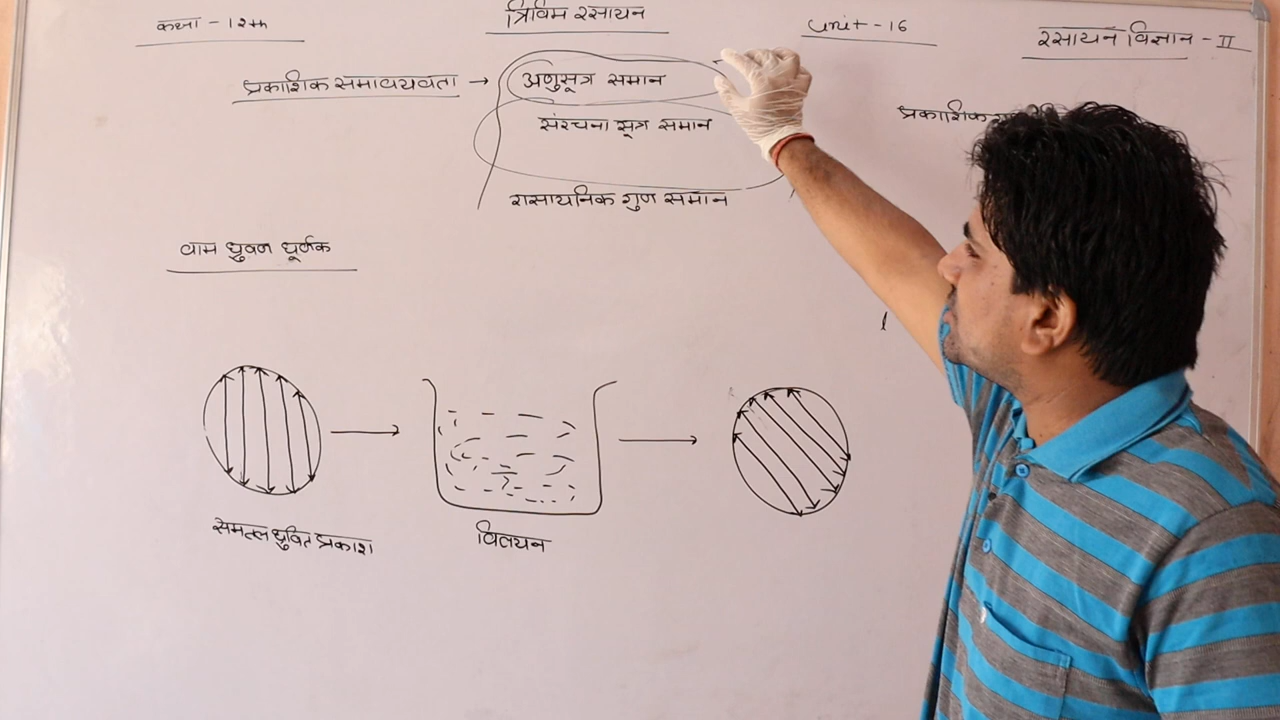 कक्षा - 12th
त्रिविम रसायन
Unit - 16
रसायन विज्ञान - II
प्रकाशिक समावयवता → अणुसूत्र समान
संरचना सूत्र समान
रासायनिक गुण समान
प्रकाशिक
वाम ध्रुवण घूर्णक
समतल ध्रुवित प्रकाश
विलयन